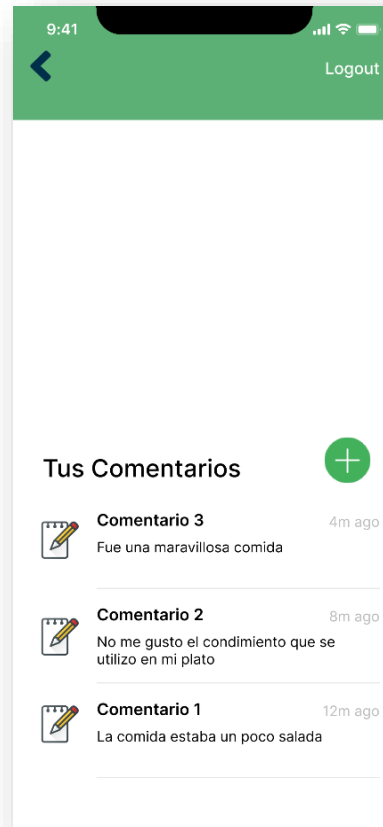 9:41
Logout
Tus Comentarios
Comentario 3
4m ago
Fue una maravillosa comida
Comentario 2
8m ago
No me gusto el condimiento que se
utilizo en mi plato
Comentario 1
12m ago
La comida estaba un poco salada